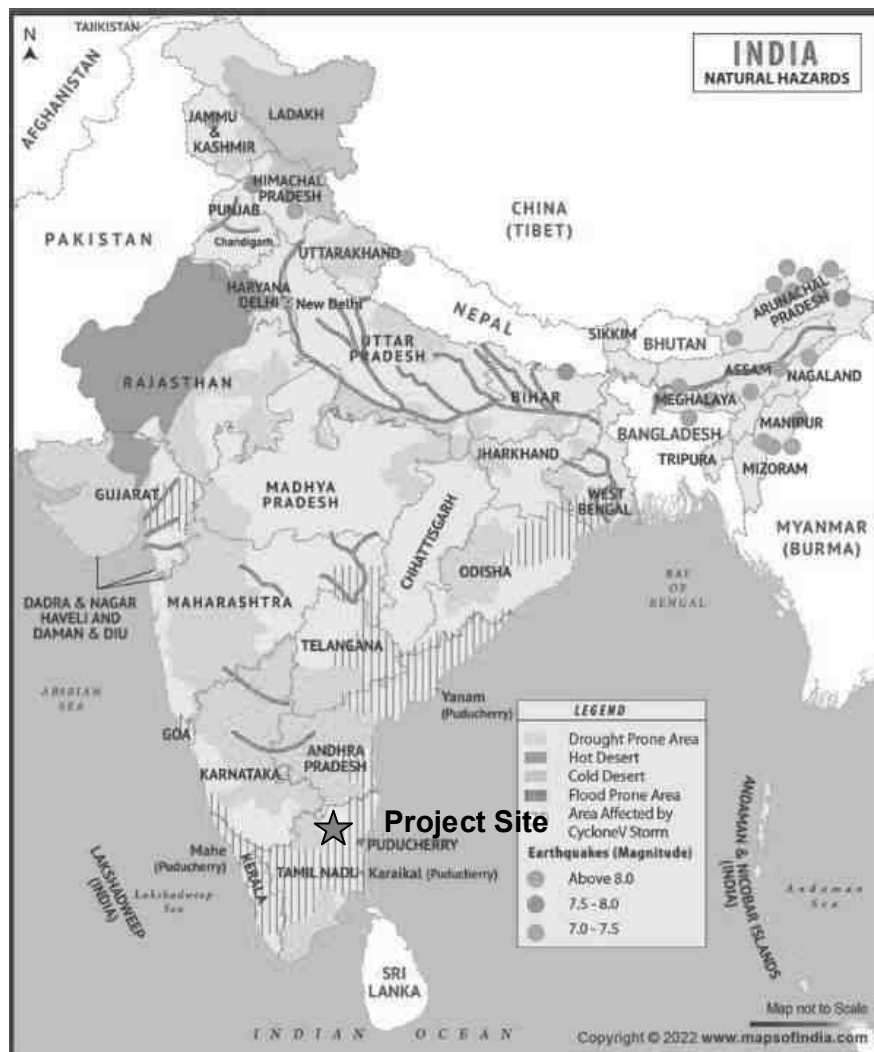 N
TAJIKISTAN
INDIA
NATURAL HAZARDS
AFGHANISTAN
LADAKH
JAMMU
&
KASHMIR
HIMACHAL
PRADESH
PUNJAB
Chandigarh
PAKISTAN
CHINA
(TIBET)
UTTARAKHAND
HARYANA
DELHI
New Delhi
NEPAL
UTTAR
PRADESH
SIKKIM
BHUTAN
ARUNACHAL
PRADESH
ASSAM
NAGALAND
RAJASTHAN
BIHAR
MEGHALAYA
MANIPUR
BANGLADESH
JHARKHAND
TRIPURA
MIZORAM
GUJARAT
MADHYA
PRADESH
WEST
BENGAL
CHHATTISGARH
MYANMAR
(BURMA)
ODISHA
BAY
OF
BENGAL
DADRA & NAGAR
HAVELI AND
DAMAN & DIU
MAHARASHTRA
TELANGANA
ARABIAN
SEA
Yanam
(Puducherry)
GOA
ANDHRA
PRADESH
KARNATAKA
LEGEND
Drought Prone Area
Hot Desert
Cold Desert
Flood Prone Area
Area Affected by
CycloneV Storm
Earthquakes (Magnitude)
Above 8.0
7.5 - 8.0
7.0 - 7.5
Project Site
PUDUCHERRY
Mahe
(Puducherry)
KERALA
TAMIL NADU
Karaikal (Puducherry)
LAKSHADWEEP
(INDIA)
Lakshadweep
Sea
ANDAMAN & NICOBAR ISLANDS
(INDIA)
Andaman
Sea
SRI
LANKA
INDIAN OCEAN
Map not to Scale
Copyright © 2022 www.mapsofindia.com